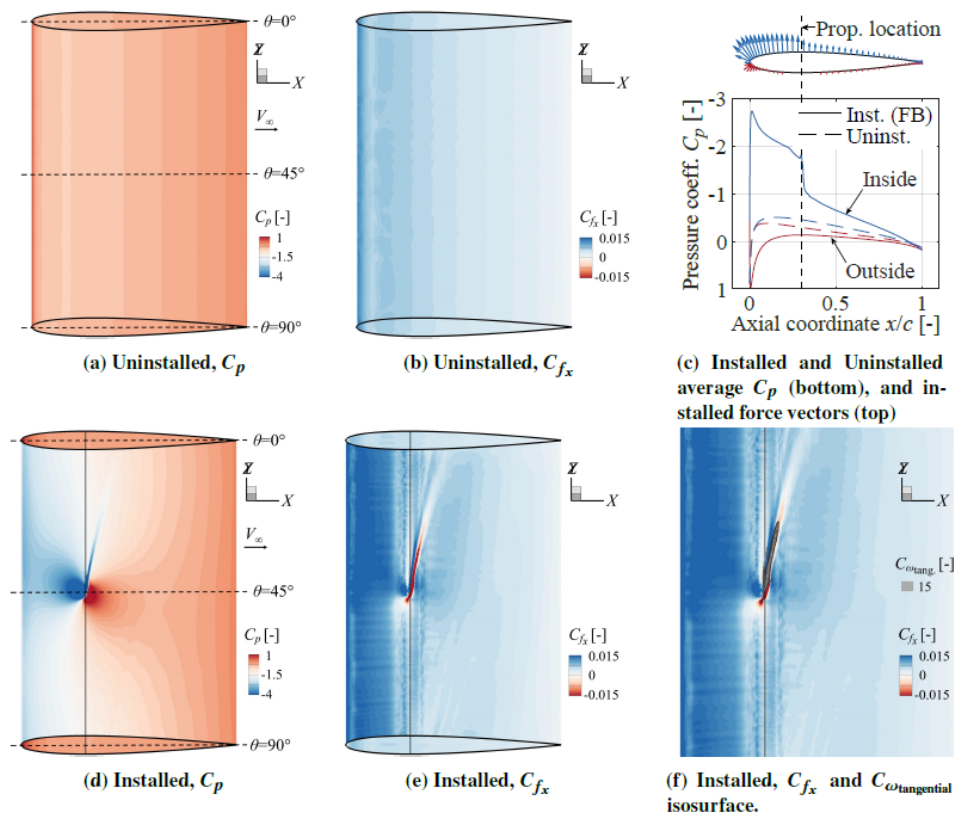 θ=0°
Z
X
V∞
θ=45°
Cp [-]
1
-1.5
-4
θ=90°
(a) Uninstalled, Cp
Z
X
Cfx [-]
0.015
0
-0.015
(b) Uninstalled, Cfx
Prop. location
Pressure coeff. Cp [-]
-3
-2
-1
0
1
Inst. (FB)
Uninst.
Inside
Outside
0
0.5
1
Axial coordinate x/c [-]
(c) Installed and Uninstalled
average Cp (bottom), and in-
stalled force vectors (top)
θ=0°
Z
X
V∞
θ=45°
Cp [-]
1
-1.5
-4
θ=90°
(d) Installed, Cp
Z
X
Cfx [-]
0.015
0
-0.015
(e) Installed, Cfx
Z
X
Cωtang. [-]
15
Cfx [-]
0.015
0
-0.015
(f) Installed, Cfx and Cωtangential
isosurface.